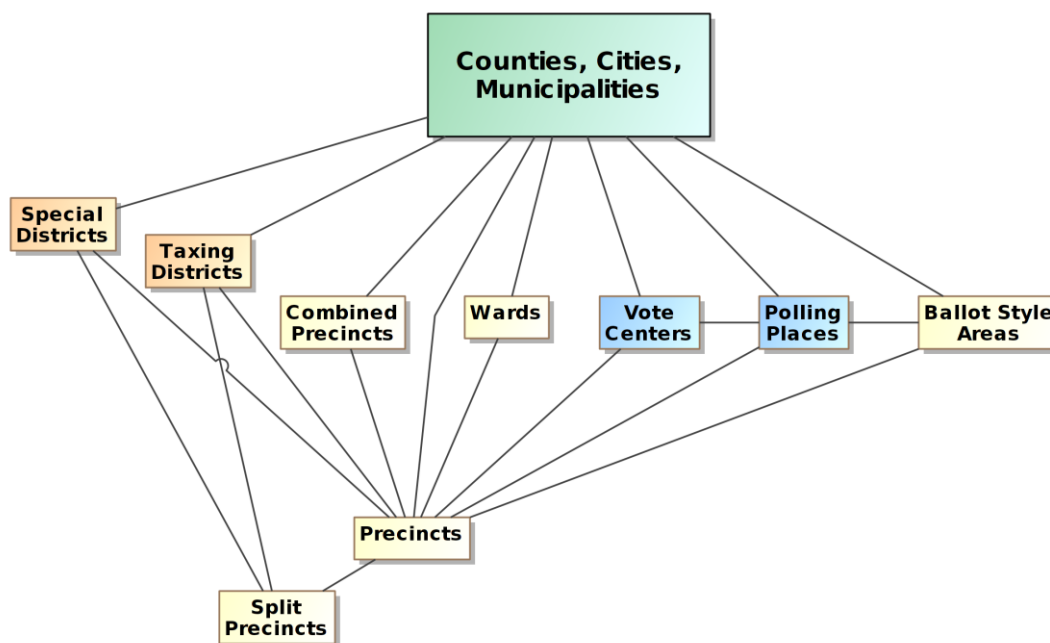 Counties, Cities,
Municipalities
Special
Districts
Taxing
Districts
Combined
Precincts
Wards
Vote
Centers
Polling
Places
Ballot Style
Areas
Precincts
Split
Precincts